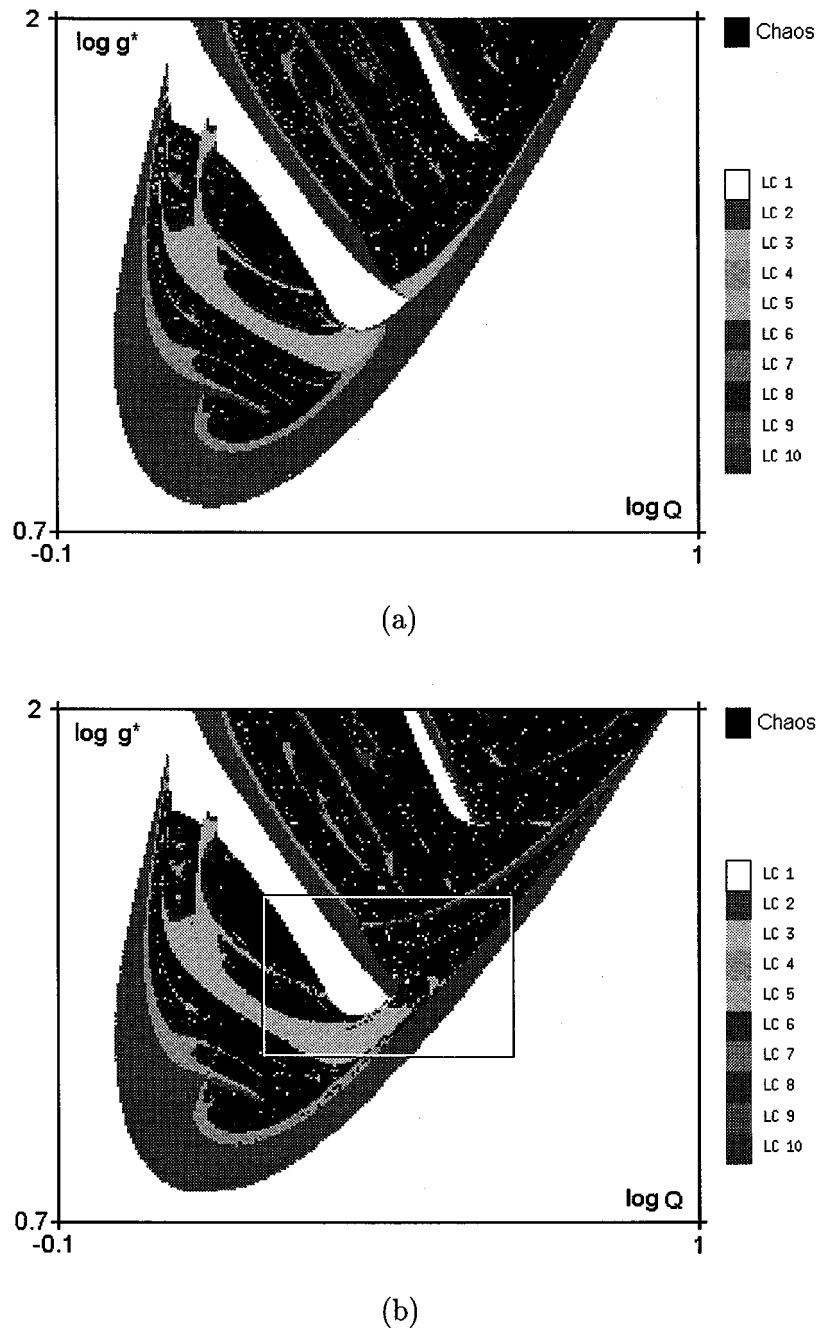 2
log g*
Chaos
LC 1
LC 2
LC 3
LC 4
LC 5
LC 6
LC 7
LC 8
LC 9
LC 10
log Q
0.7
-0.1
1
(a)
2
log g*
Chaos
LC 1
LC 2
LC 3
LC 4
LC 5
LC 6
LC 7
LC 8
LC 9
LC 10
log Q
0.7
-0.1
1
(b)